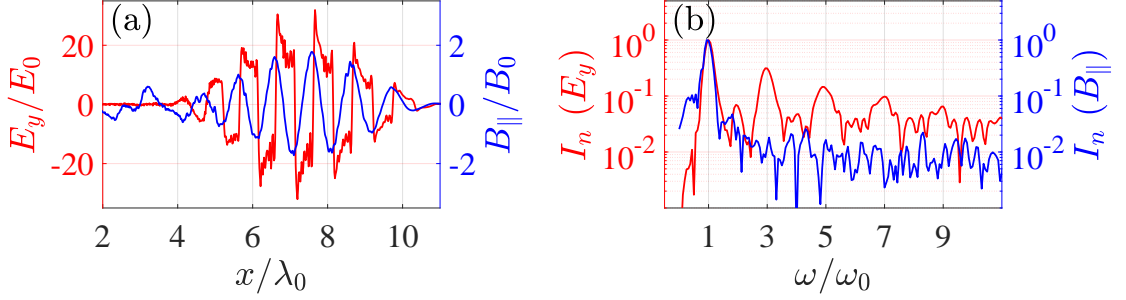 (a)
E_y/E_0
20
0
-20
2
0
-2
B_∥/B_0
2 4 6 8 10
x/λ_0
(b)
I_n (E_y)
10^0
10^-1
10^-2
10^0
10^-1
10^-2
I_n (B_∥)
1 3 5 7 9
ω/ω_0